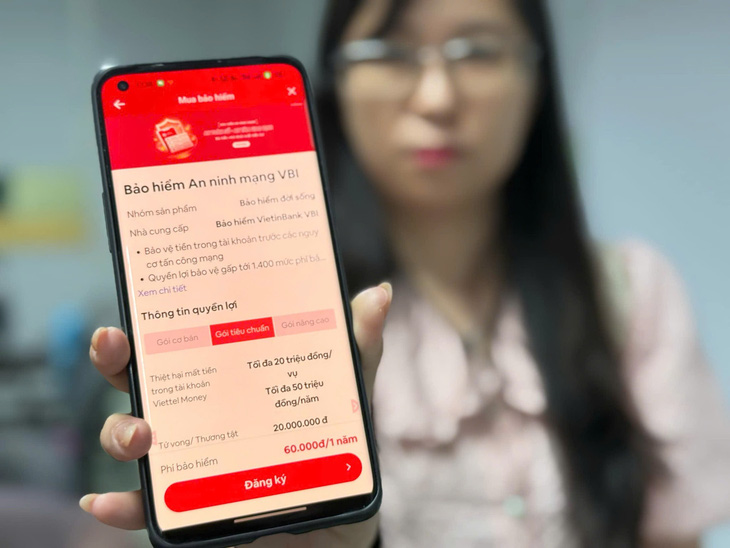 Mua bảo hiểm
Bảo hiểm An ninh mạng VBI
Nhóm sản phẩm Bảo hiểm đời sống
Nhà cung cấp Bảo hiểm VietinBank VBI
• Bảo vệ tiền trong tài khoản trước các nguy
cơ tấn công mạng
• Quyền lợi bảo vệ gấp tới 1.400 mức phí bả...
Xem chi tiết
Thông tin quyền lợi
Gói cơ bản Gói tiêu chuẩn Gói nâng cao
Thiệt hại mất tiền
trong tài khoản
Viettel Money
Tối đa 20 triệu đồng/
vụ
Tối đa 50 triệu
đồng/năm
Tử vong/ Thương tật 20.000.000 đ
Phí bảo hiểm 60.000đ/1 năm
Đăng ký